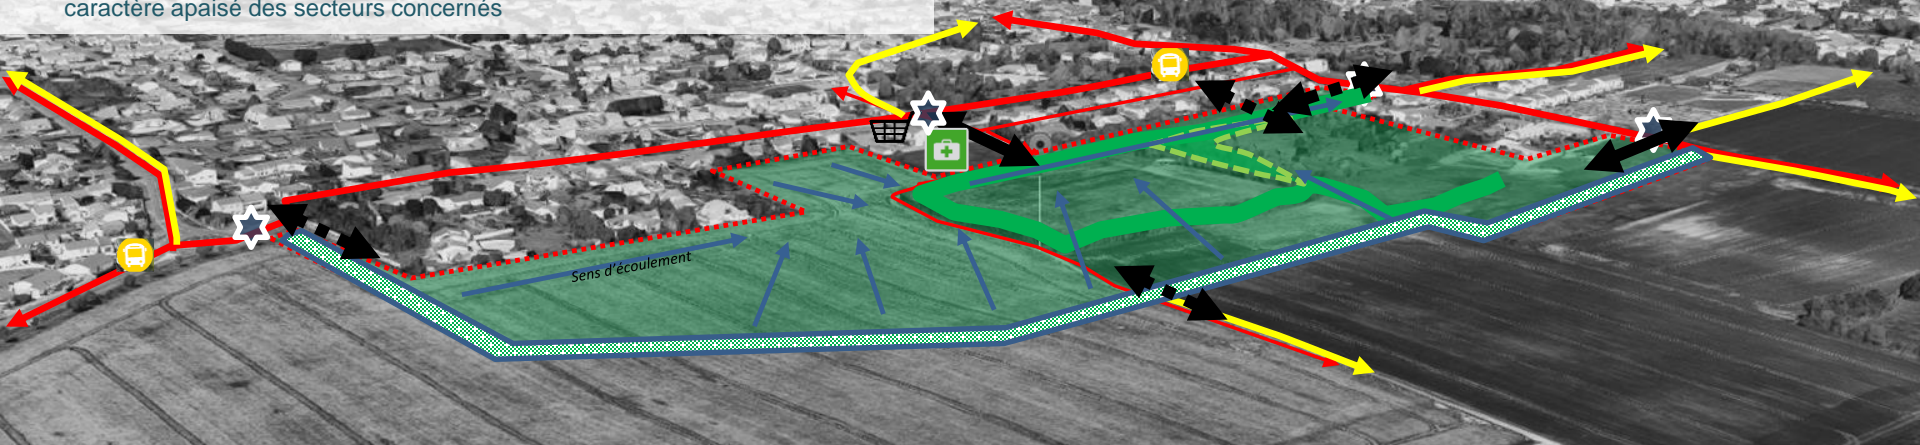 caractère apaisé des secteurs concernés
Sens d'écoulement